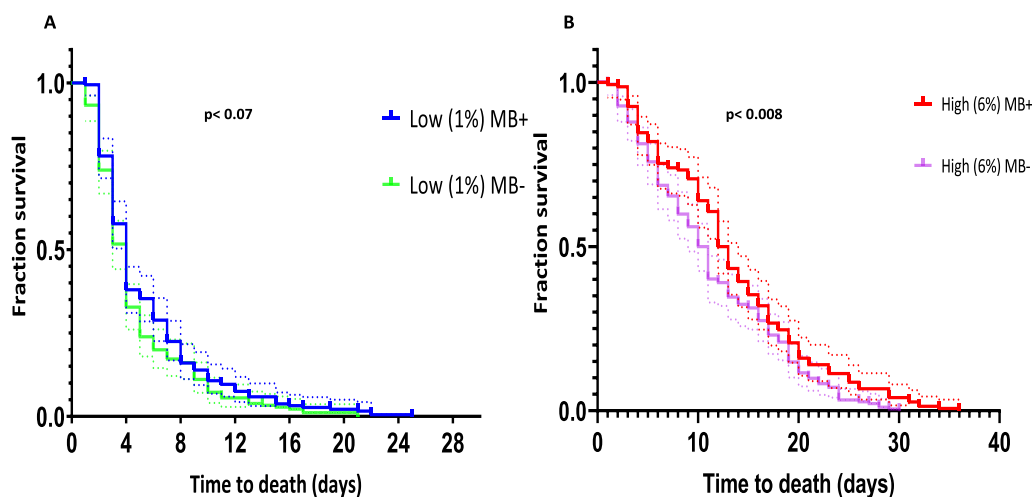 A
p< 0.07
Low (1%) MB+
Low (1%) MB-
Fraction survival
1.0
0.5
0.0
0 4 8 12 16 20 24 28
Time to death (days)
B
p< 0.008
High (6%) MB+
High (6%) MB-
Fraction survival
1.0
0.5
0.0
0 10 20 30 40
Time to death (days)